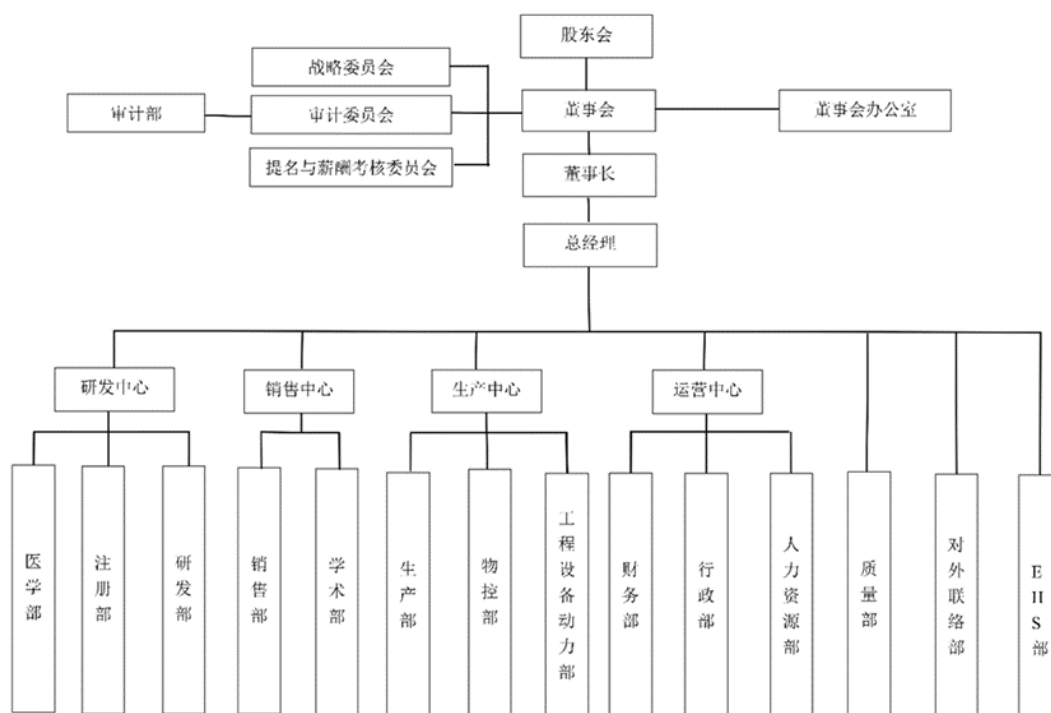 股东会
战略委员会
审计部
审计委员会
董事会
董事会办公室
提名与薪酬考核委员会
董事长
总经理
研发中心
销售中心
生产中心
运营中心
医学部
注册部
研发部
销售部
学术部
生产部
物控部
工程设备动力部
财务部
行政部
人力资源部
质量部
对外联络部
EHS部